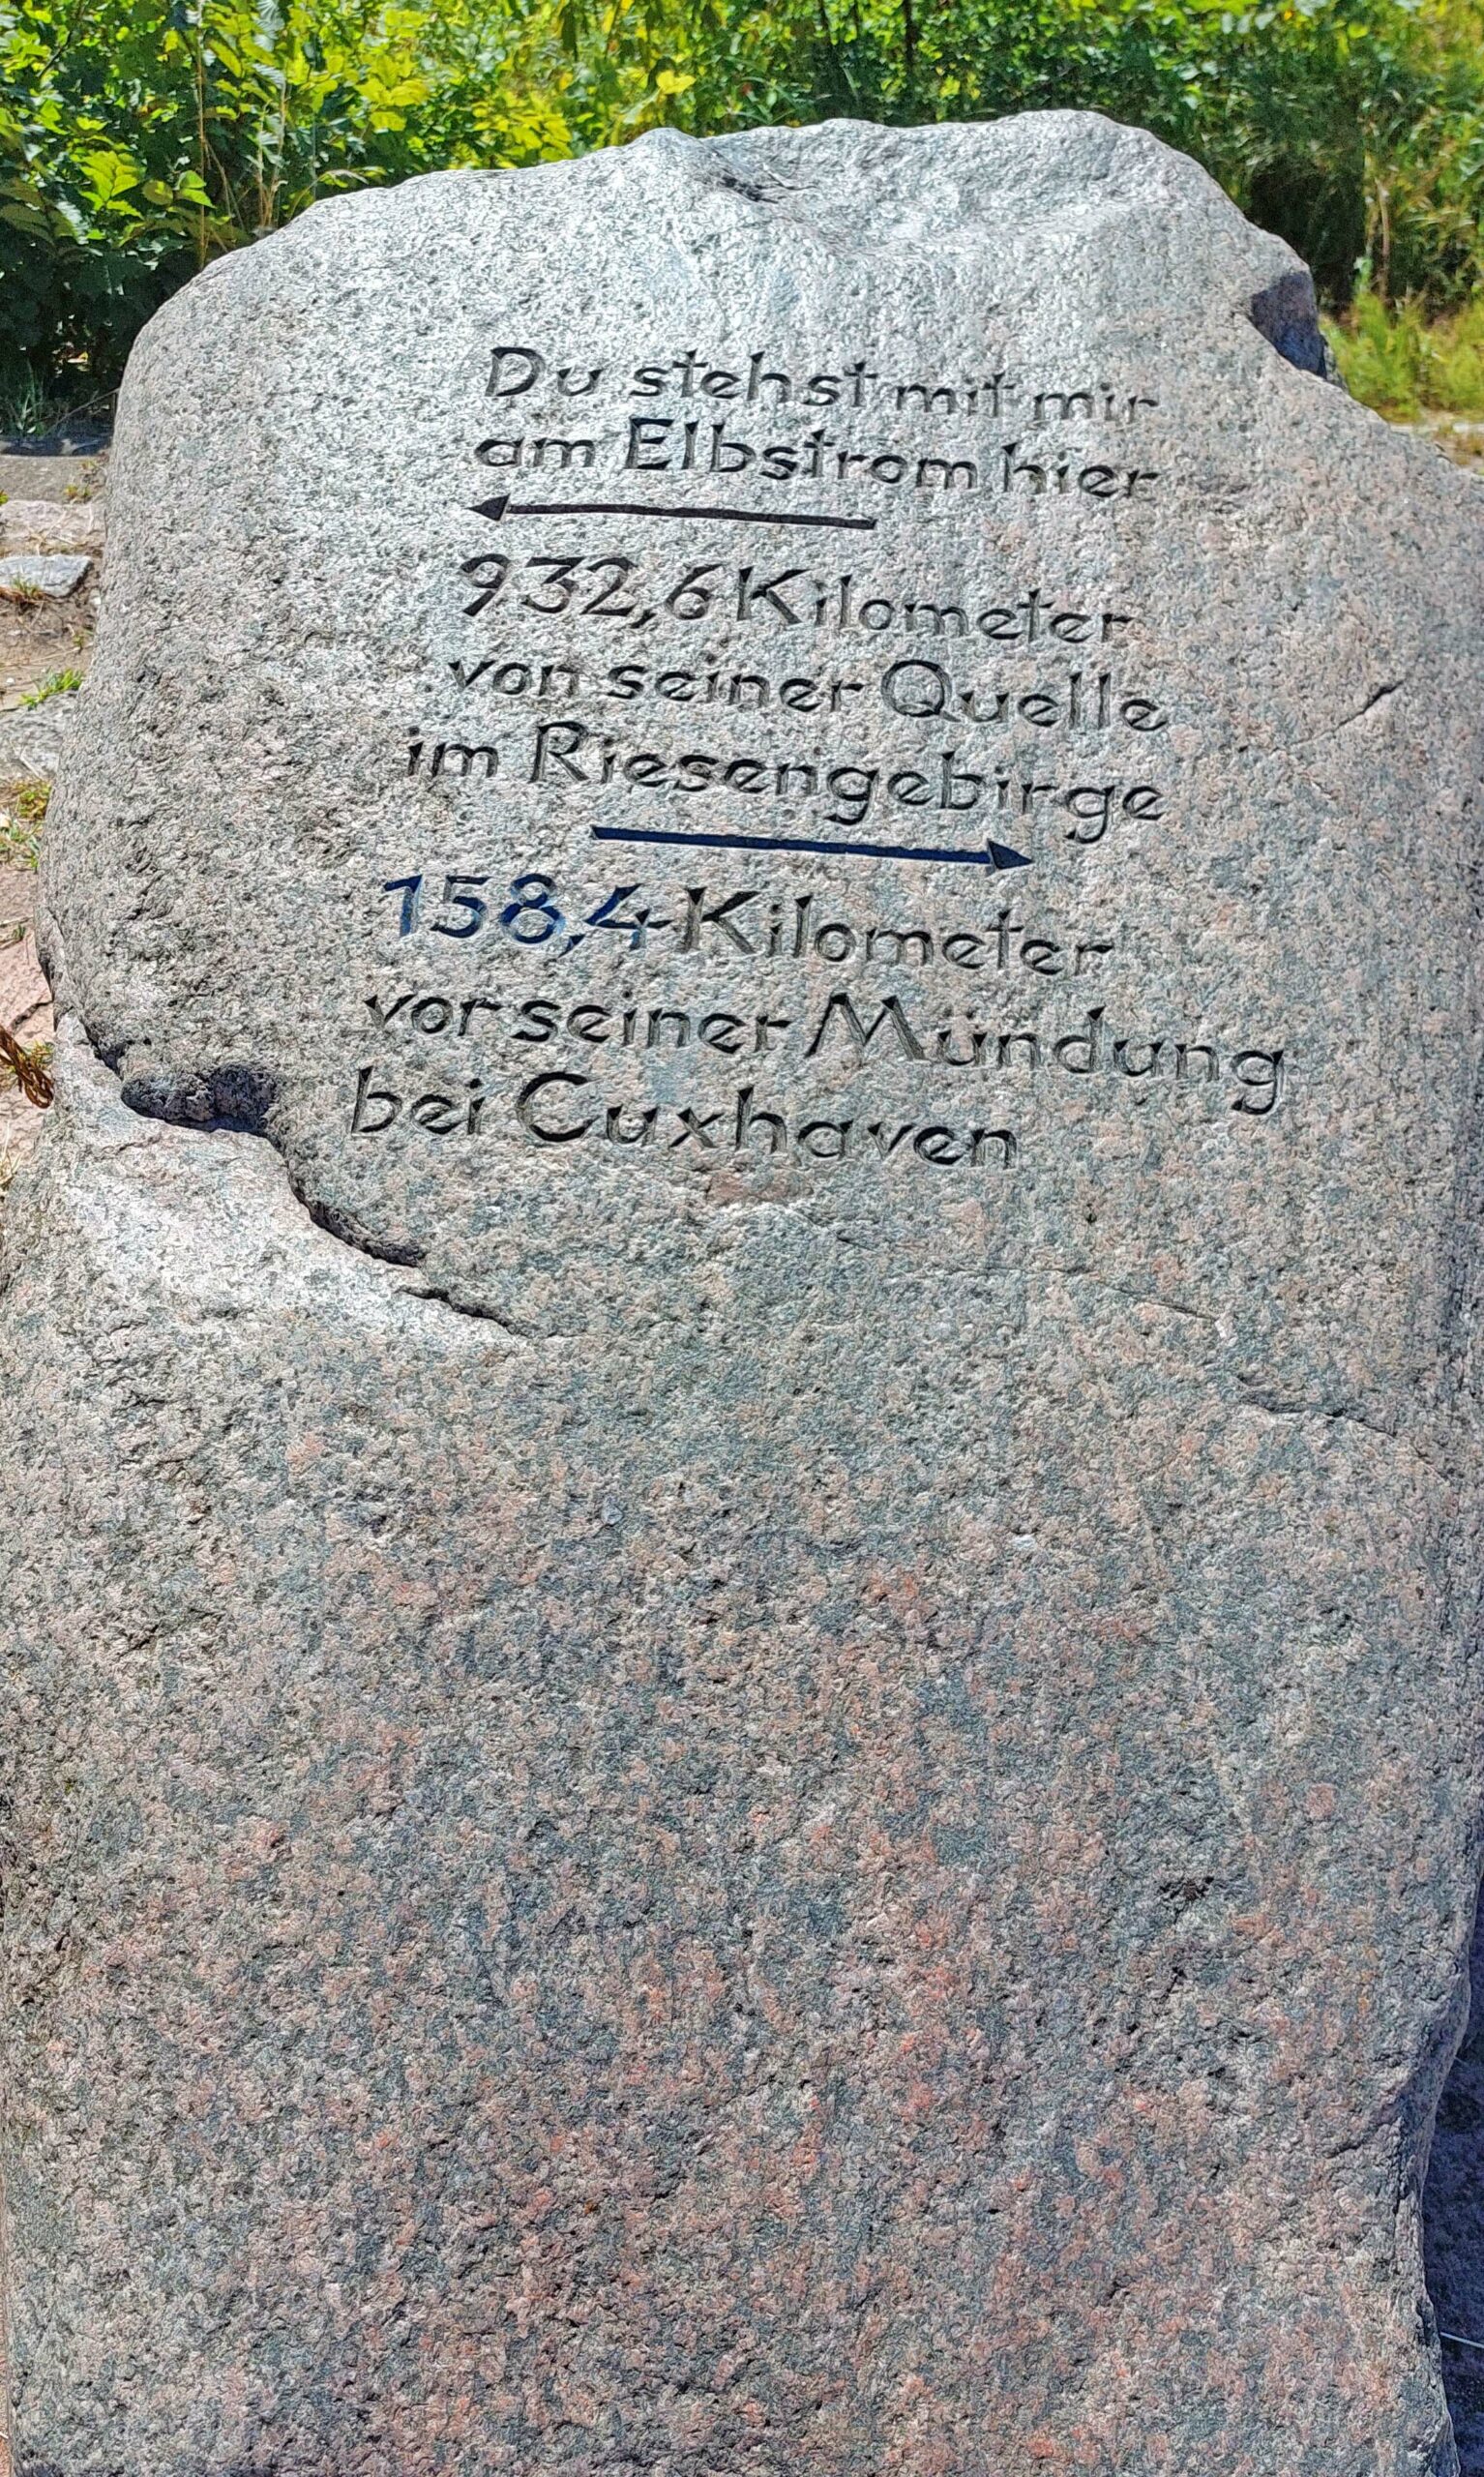 Du stehst mit mir
am Elbstrom hier
932,6 Kilometer
von seiner Quelle
im Riesengebirge
158,4 Kilometer
vor seiner Mündung
bei Cuxhaven